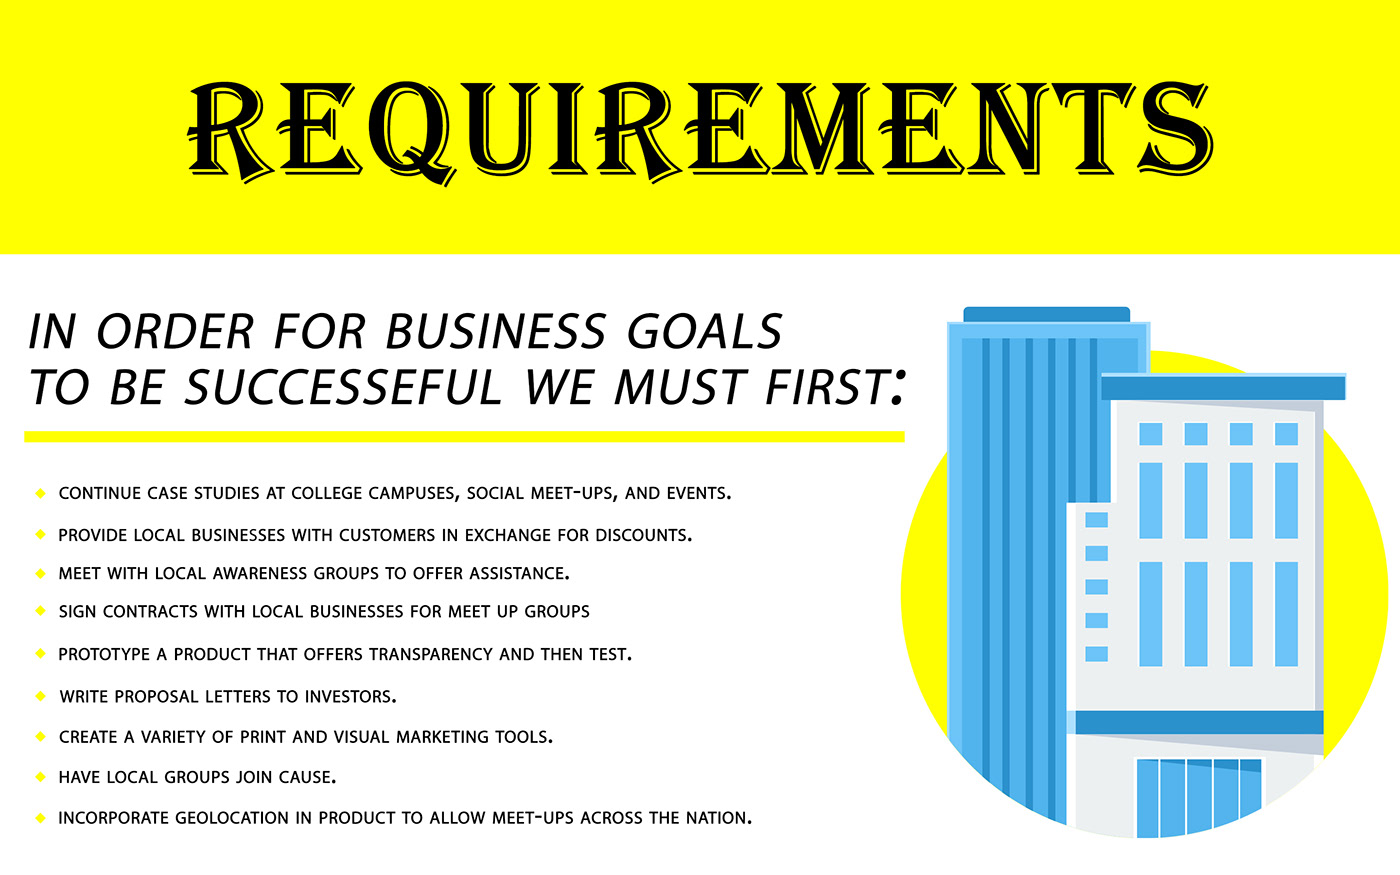 REQUIREMENTS
IN ORDER FOR BUSINESS GOALS
TO BE SUCCESSEFUL WE MUST FIRST:
CONTINUE CASE STUDIES AT COLLEGE CAMPUSES, SOCIAL MEET-UPS, AND EVENTS.
PROVIDE LOCAL BUSINESSES WITH CUSTOMERS IN EXCHANGE FOR DISCOUNTS.
MEET WITH LOCAL AWARENESS GROUPS TO OFFER ASSISTANCE.
SIGN CONTRACTS WITH LOCAL BUSINESSES FOR MEET UP GROUPS
PROTOTYPE A PRODUCT THAT OFFERS TRANSPARENCY AND THEN TEST.
WRITE PROPOSAL LETTERS TO INVESTORS.
CREATE A VARIETY OF PRINT AND VISUAL MARKETING TOOLS.
HAVE LOCAL GROUPS JOIN CAUSE.
INCORPORATE GEOLOCATION IN PRODUCT TO ALLOW MEET-UPS ACROSS THE NATION.